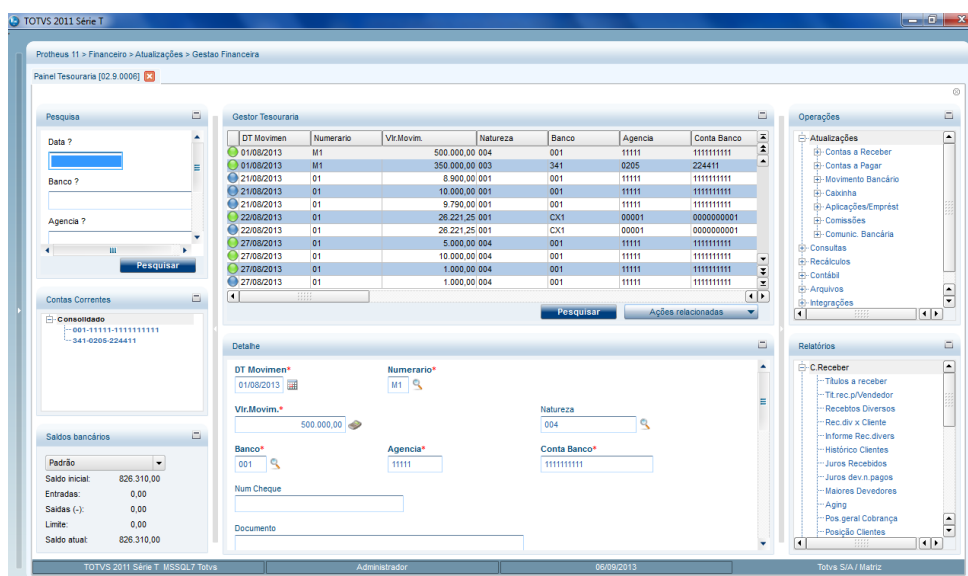 TOTVS 2011 Série T
Protheus 11 > Financeiro > Atualizações > Gestao Financeira
Painel Tesouraria [02.9.0006]
Pesquisa
Data ?
Banco ?
Agencia ?
Pesquisar
Contas Correntes
Consolidado
001-11111-1111111111
341-0205-224411
Saldos bancários
Padrão
Saldo inicial: 826.310,00
Entradas: 0,00
Saidas (-): 0,00
Limite: 0,00
Saldo atual: 826.310,00
Gestor Tesouraria
DT Movimen Numerario Vlr.Movim. Natureza Banco Agencia Conta Banco
01/08/2013 M1 500.000,00 004 001 11111 1111111111
01/08/2013 M1 350.000,00 003 341 0205 224411
21/08/2013 01 8.900,00 001 001 11111 1111111111
21/08/2013 01 10.000,00 001 001 11111 1111111111
21/08/2013 01 9.790,00 001 001 11111 1111111111
22/08/2013 01 26.221,25 001 CX1 00001 0000000001
22/08/2013 01 26.221,25 001 CX1 00001 0000000001
27/08/2013 01 5.000,00 004 001 11111 1111111111
27/08/2013 01 10.000,00 004 001 11111 1111111111
27/08/2013 01 1.000,00 004 001 11111 1111111111
27/08/2013 01 1.000,00 004 001 11111 1111111111
Pesquisar Ações relacionadas
Detalhe
DT Movimen* Numerario*
01/08/2013 M1
Vlr.Movim.* Natureza
500.000,00 004
Banco* Agencia* Conta Banco*
001 11111 1111111111
Num Cheque
Documento
Operações
Atualizações
Contas a Receber
Contas a Pagar
Movimento Bancário
Caixinha
Aplicações/Emprést
Comissões
Comunic. Bancária
Consultas
Recálculos
Contábil
Arquivos
Integrações
Relatórios
C.Receber
Títulos a receber
Tit.rec.p/Vendedor
Recebtos Diversos
Rec.div x Cliente
Informe Rec.divers
Histórico Clientes
Juros Recebidos
Juros dev.n.pagos
Maiores Devedores
Aging
Pos.geral Cobrança
Posição Clientes
TOTVS 2011 Série T MSSQL7 Totvs Administrador 06/09/2013 Totvs S/A / Matriz